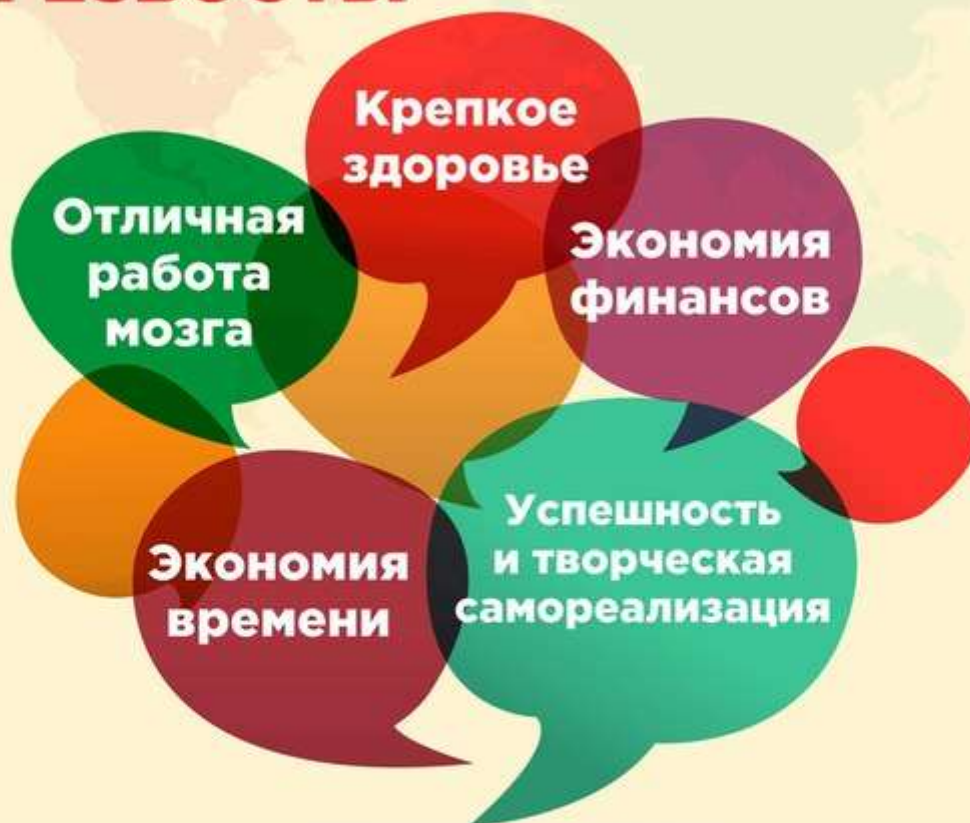 Крепкое
здоровье
Отличная
работа
мозга
Экономия
финансов
Экономия
времени
Успешность
и творческая
самореализация